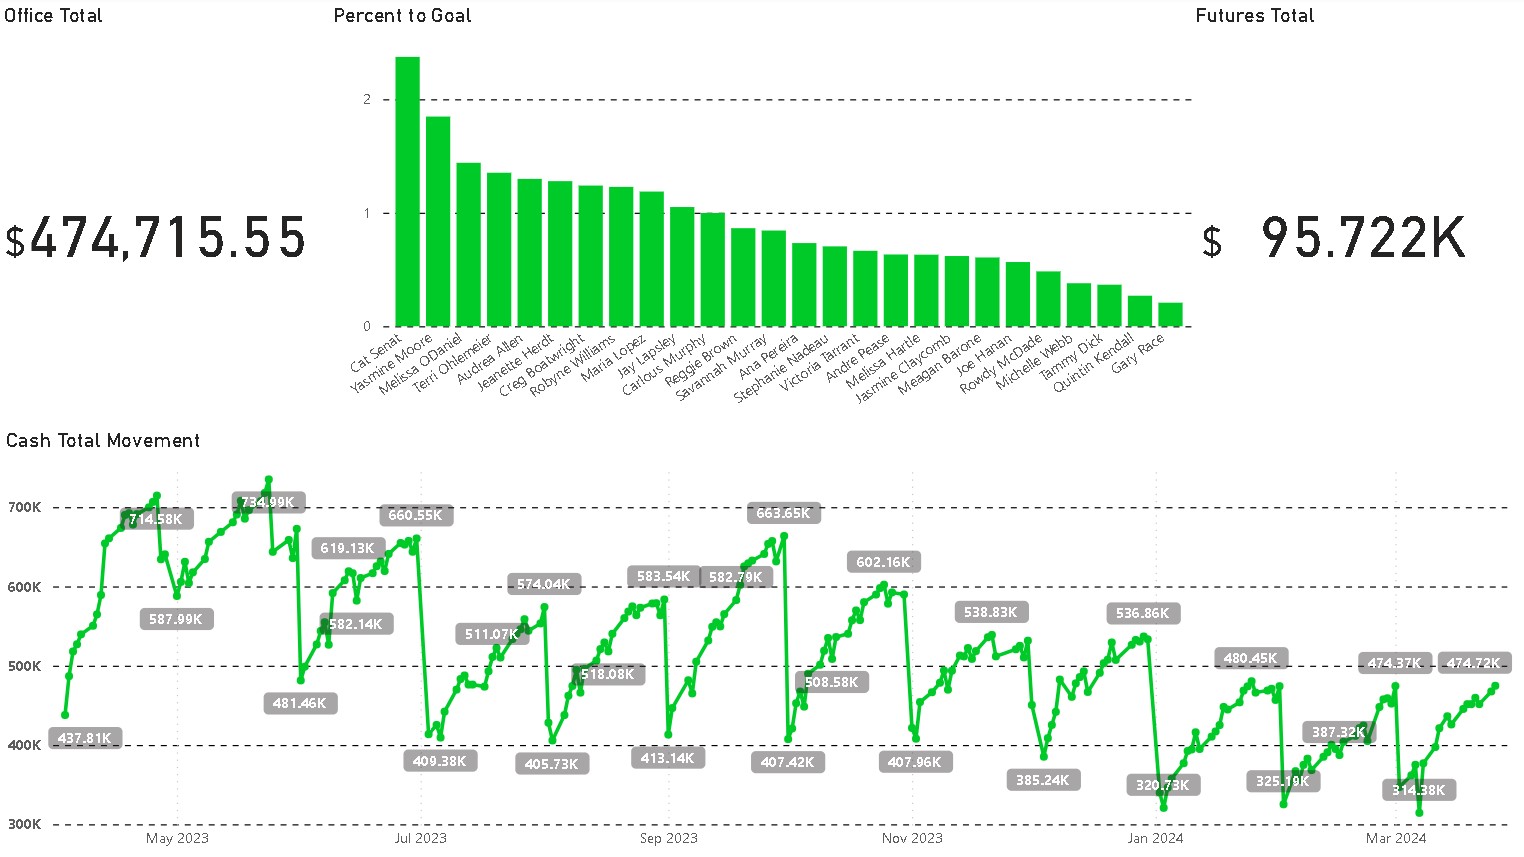 Office Total
Percent to Goal
Futures Total
2
1
0
$474,715.55
$ 95.722K
Cat Senat
Yasmine Moore
Melissa ODaniel
Terri Ohlemeier
Audrea Allen
Jeanette Herdt
Creg Boatwright
Robyne Williams
Maria Lopez
Jay Lapsley
Carlous Murphy
Reggie Brown
Savannah Murray
Ana Pereira
Stephanie Nadeau
Victoria Tarrant
Andre Pease
Melissa Hartle
Jasmine Claycomb
Meagan Barone
Joe Hanan
Rowdy McDade
Michelle Webb
Tammy Dick
Quintin Kendall
Gary Race
Cash Total Movement
700K
600K
500K
400K
300K
437.81K
714.58K
587.99K
734.99K
481.46K
619.13K
582.14K
660.55K
409.38K
511.07K
574.04K
405.73K
518.08K
583.54K
413.14K
582.79K
663.65K
407.42K
508.58K
602.16K
407.96K
538.83K
385.24K
536.86K
320.73K
480.45K
325.19K
387.32K
474.37K
314.38K
474.72K
May 2023
Jul 2023
Sep 2023
Nov 2023
Jan 2024
Mar 2024